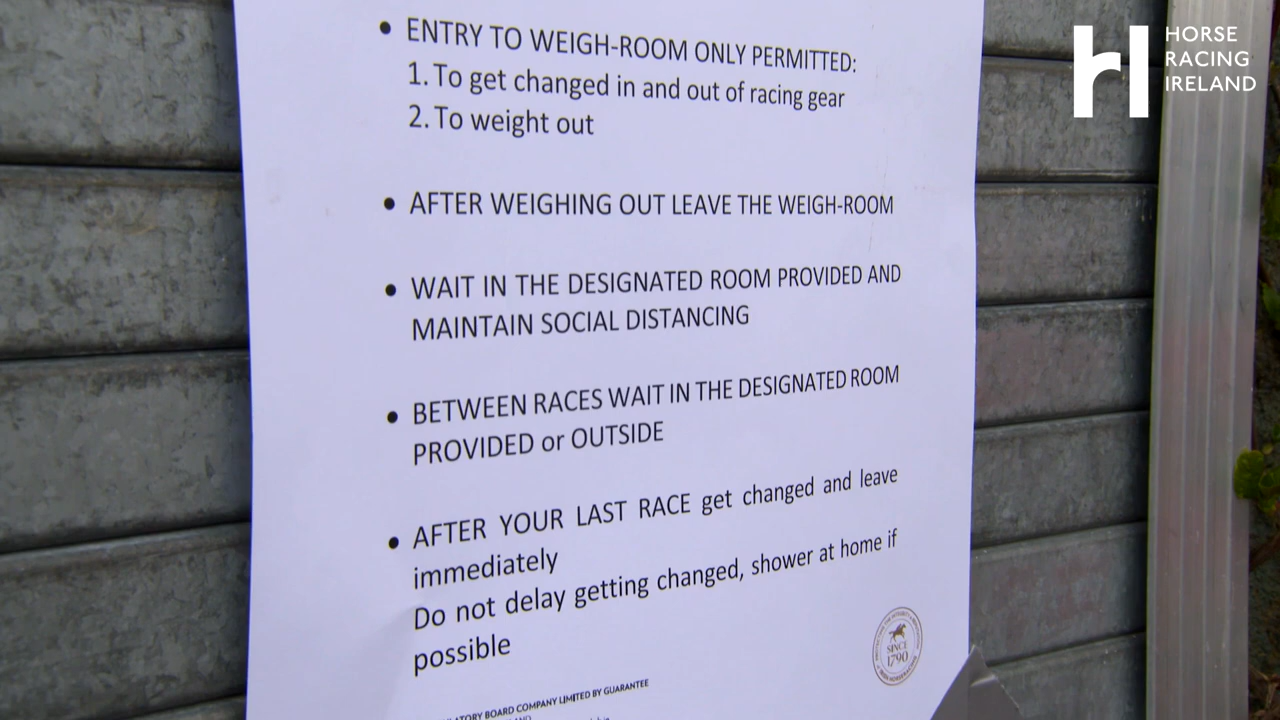 • ENTRY TO WEIGH-ROOM ONLY PERMITTED:
1. To get changed in and out of racing gear
2. To weight out
• AFTER WEIGHING OUT LEAVE THE WEIGH-ROOM
• WAIT IN THE DESIGNATED ROOM PROVIDED AND
MAINTAIN SOCIAL DISTANCING
• BETWEEN RACES WAIT IN THE DESIGNATED ROOM
PROVIDED or OUTSIDE
• AFTER YOUR LAST RACE get changed and leave
immediately
Do not delay getting changed, shower at home if
possible
SINCE
1790
BOARD COMPANY LIMITED BY GUARANTEE
HORSE
RACING
IRELAND